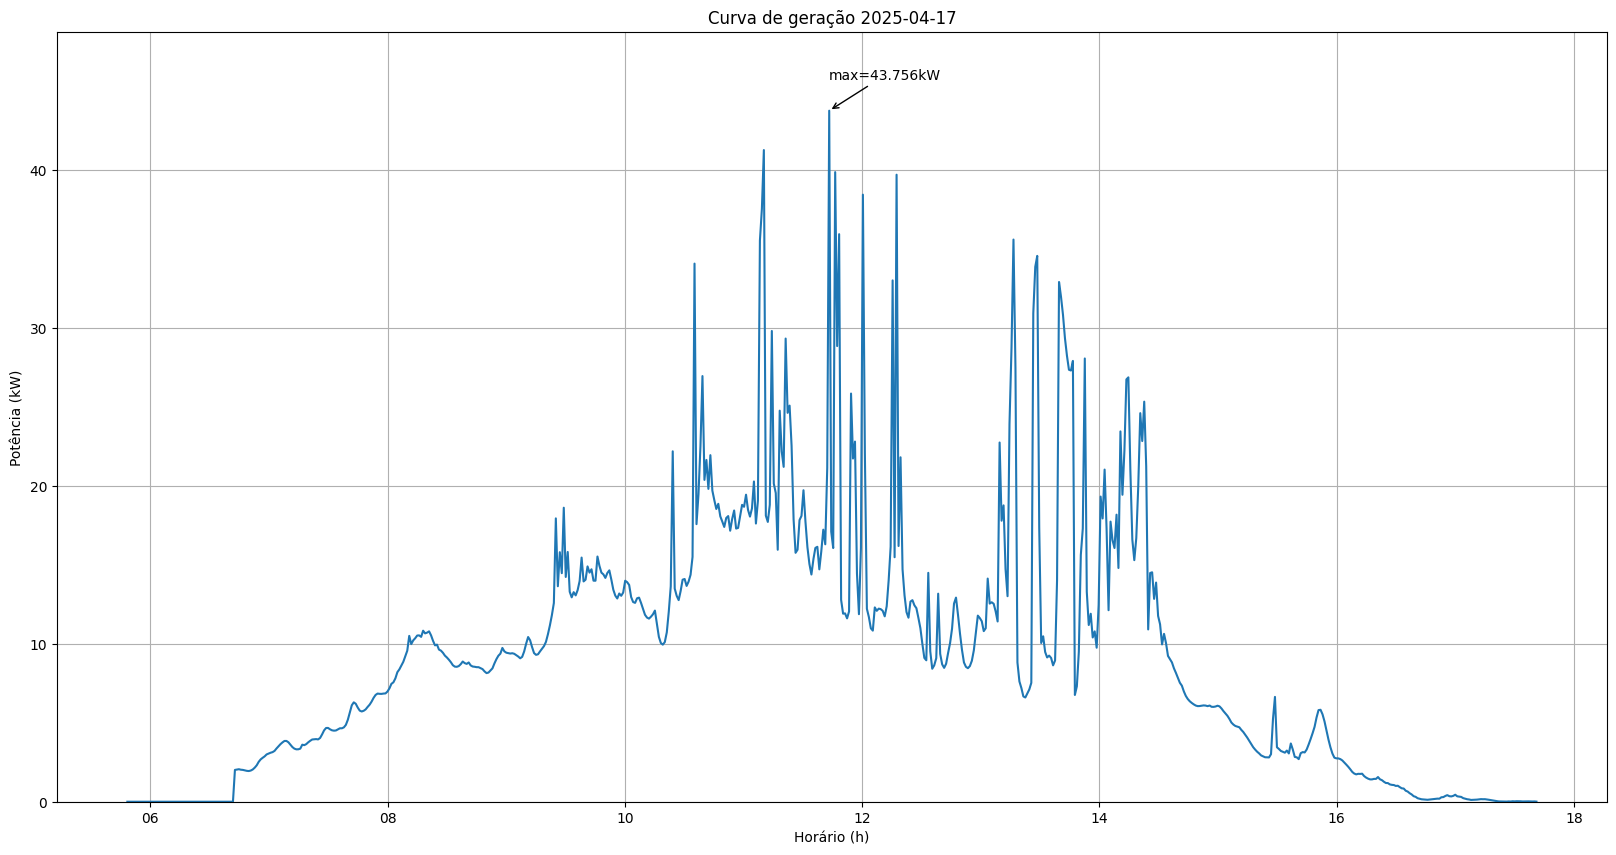 Curva de geração 2025-04-17
max=43.756kW
Potência (kW)
40
30
20
10
0
06 08 10 12 14 16 18
Horário (h)